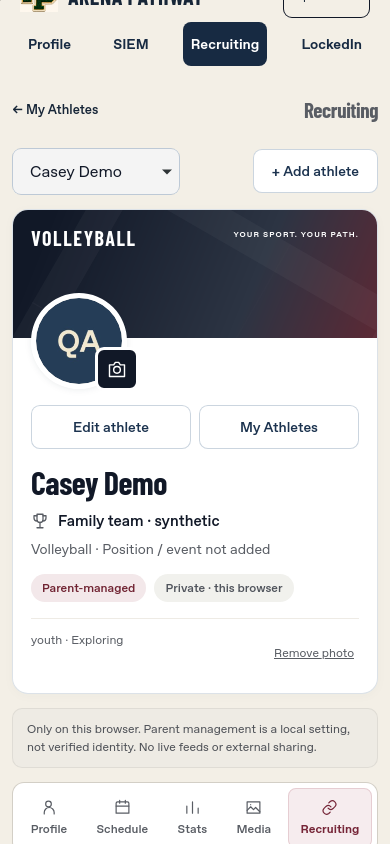 ARENA PATHWAY
Profile SIEM Recruiting LockedIn
← My Athletes Recruiting
Casey Demo + Add athlete
VOLLEYBALL YOUR SPORT. YOUR PATH.
QA
Edit athlete My Athletes
Casey Demo
Family team · synthetic
Volleyball · Position / event not added
Parent-managed Private · this browser
youth · Exploring
Remove photo
Only on this browser. Parent management is a local setting,
not verified identity. No live feeds or external sharing.
Profile Schedule Stats Media Recruiting